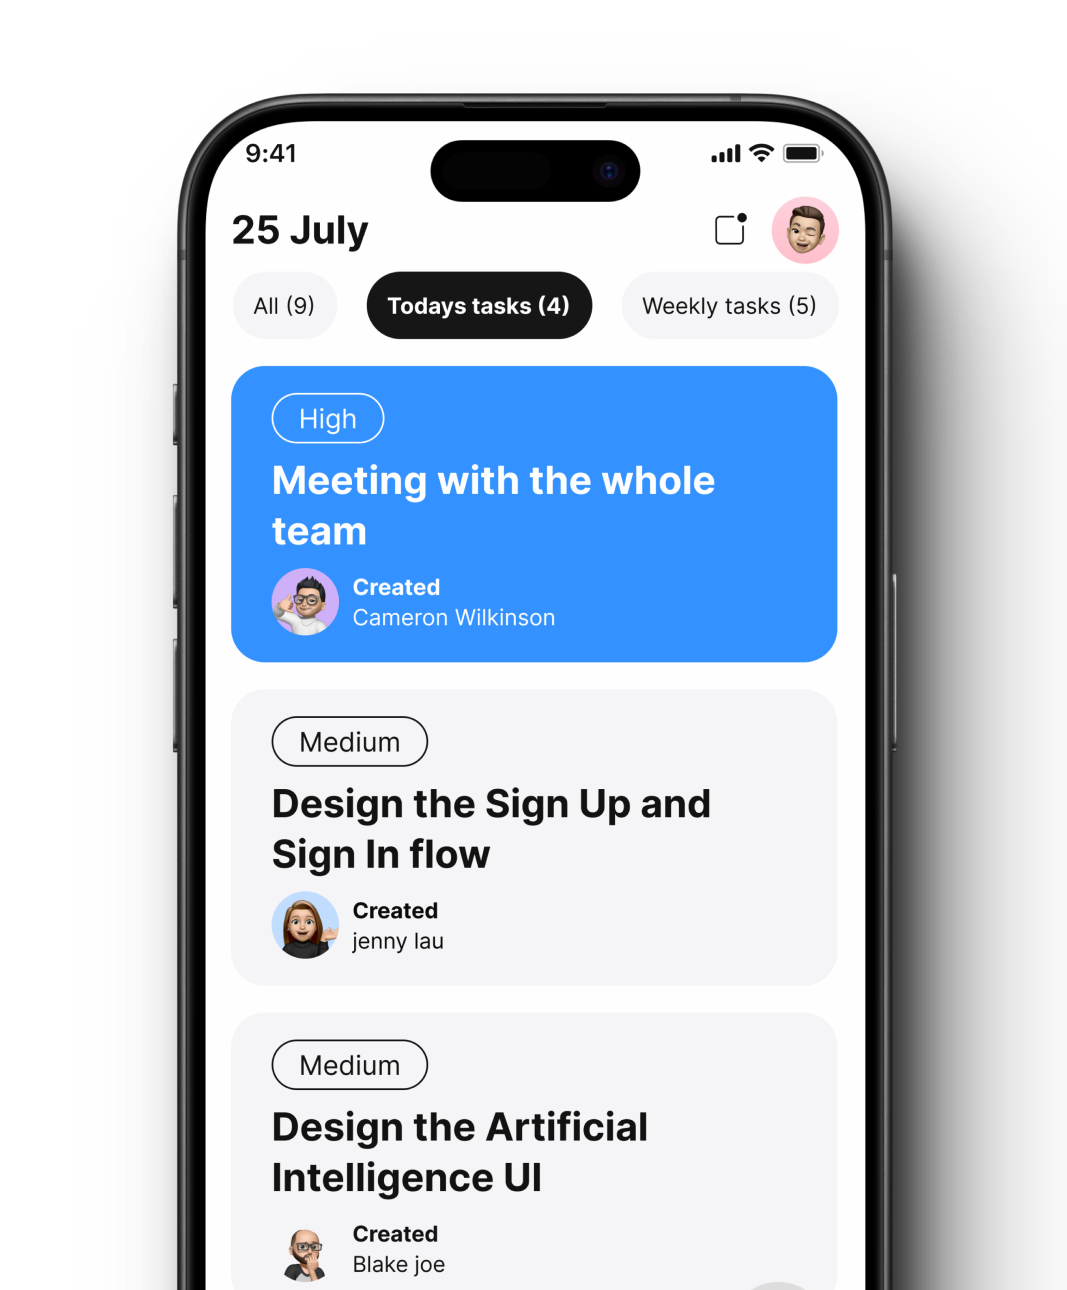 9:41
25 July
All (9)
Todays tasks (4)
Weekly tasks (5)
High
Meeting with the whole
team
Created
Cameron Wilkinson
Medium
Design the Sign Up and
Sign In flow
Created
jenny lau
Medium
Design the Artificial
Intelligence UI
Created
Blake joe